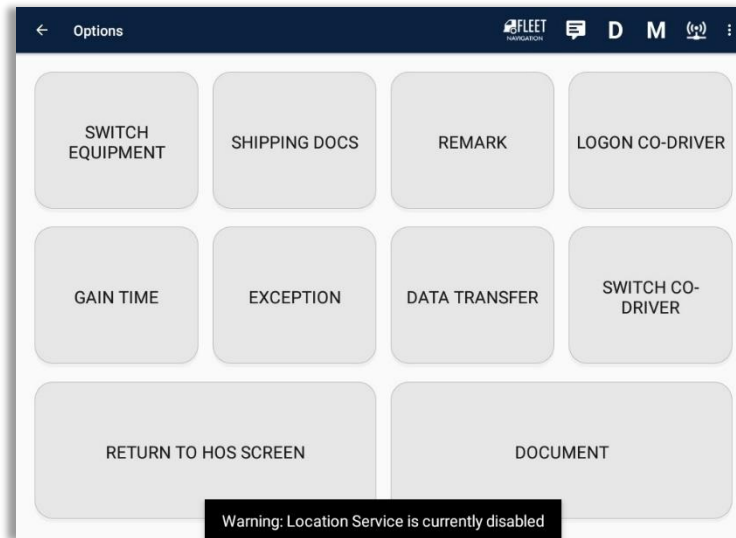 Options
FLEET
NAVIGATION
D
M
SWITCH
EQUIPMENT
SHIPPING DOCS
REMARK
LOGON CO-DRIVER
GAIN TIME
EXCEPTION
DATA TRANSFER
SWITCH CO-
DRIVER
RETURN TO HOS SCREEN
DOCUMENT
Warning: Location Service is currently disabled